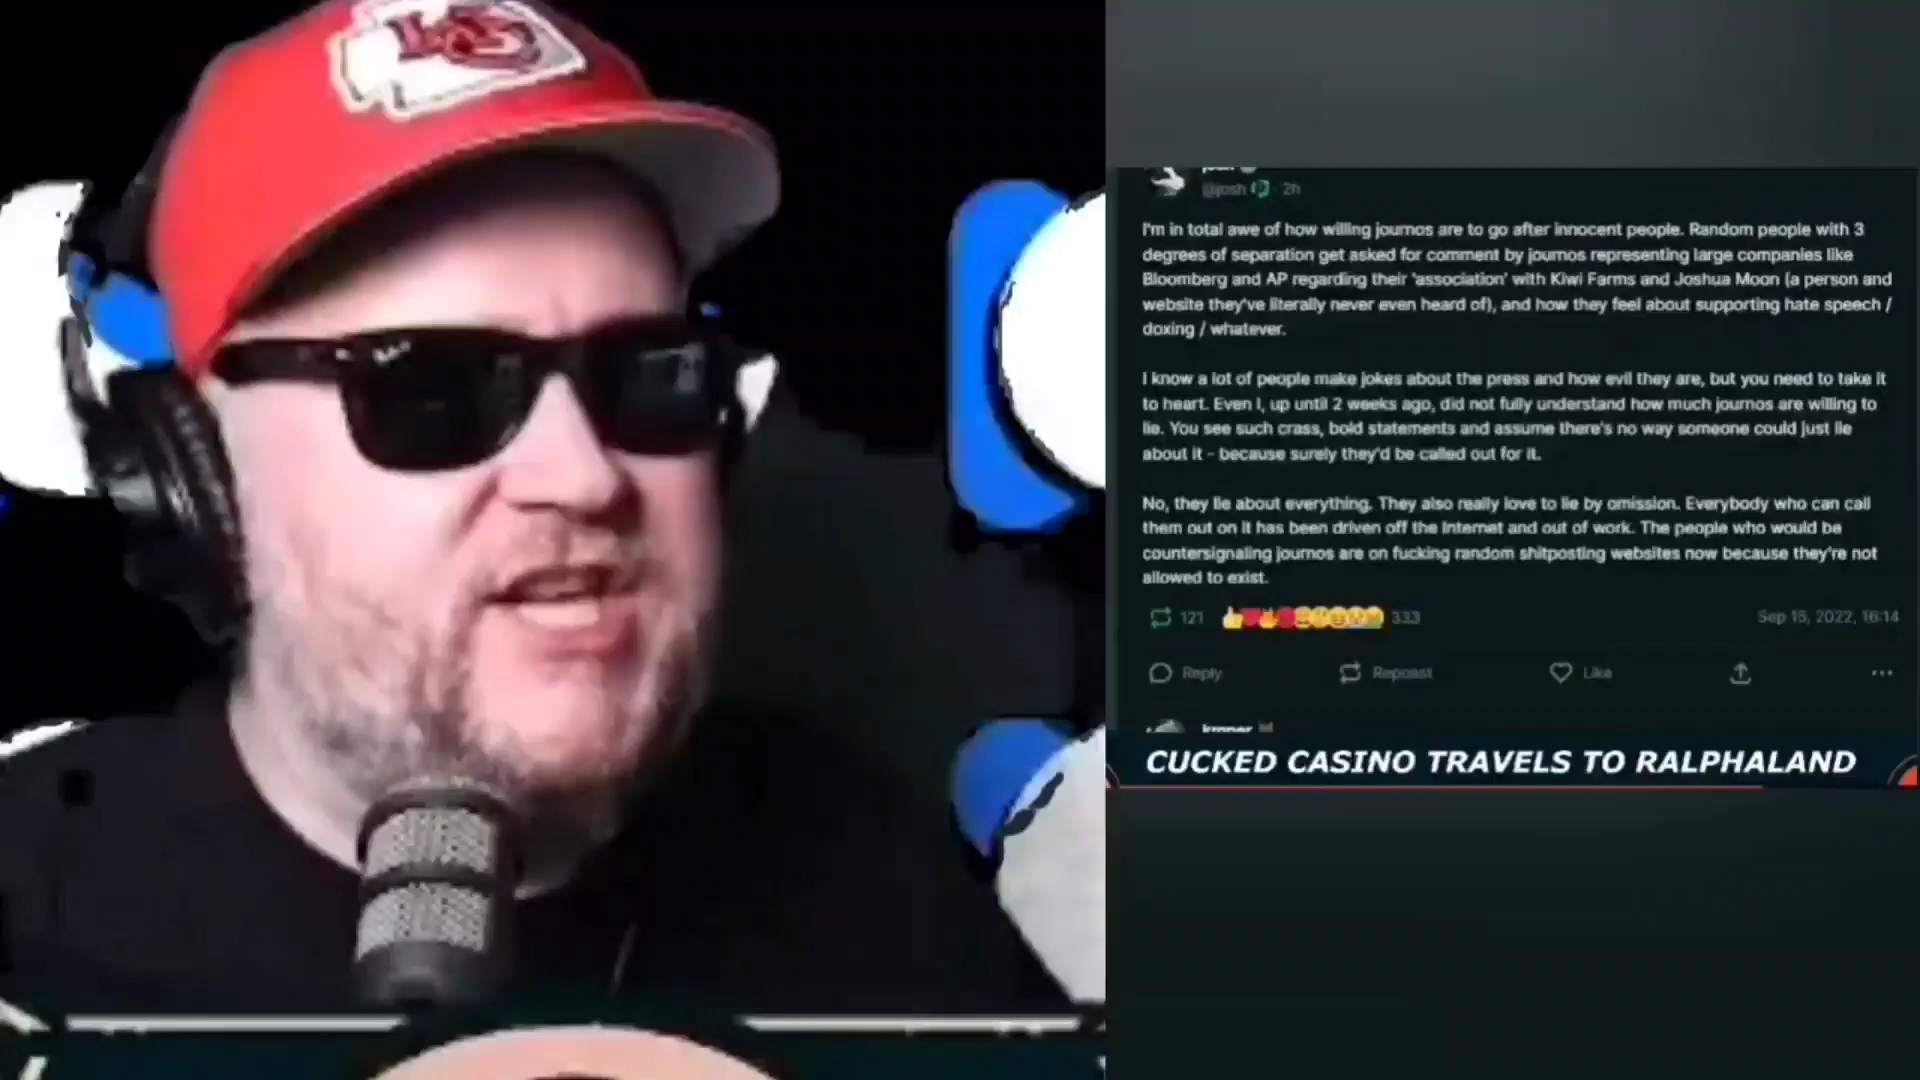 @josh · 2h
I'm in total awe of how willing journos are to go after innocent people. Random people with 3
degrees of separation get asked for comment by journos representing large companies like
Bloomberg and AP regarding their 'association' with Kiwi Farms and Joshua Moon (a person and
website they've literally never even heard of), and how they feel about supporting hate speech /
doxing / whatever.
I know a lot of people make jokes about the press and how evil they are, but you need to take it
to heart. Even I, up until 2 weeks ago, did not fully understand how much journos are willing to
lie. You see such crass, bold statements and assume there's no way someone could just lie
about it - because surely they'd be called out for it.
No, they lie about everything. They also really love to lie by omission. Everybody who can call
them out on it has been driven off the Internet and out of work. The people who would be
countersignaling journos are on fucking random shitposting websites now because they're not
allowed to exist.
121 333 Sep 15, 2022, 16:14
Reply Repost Like ...
CUCKED CASINO TRAVELS TO RALPHALAND